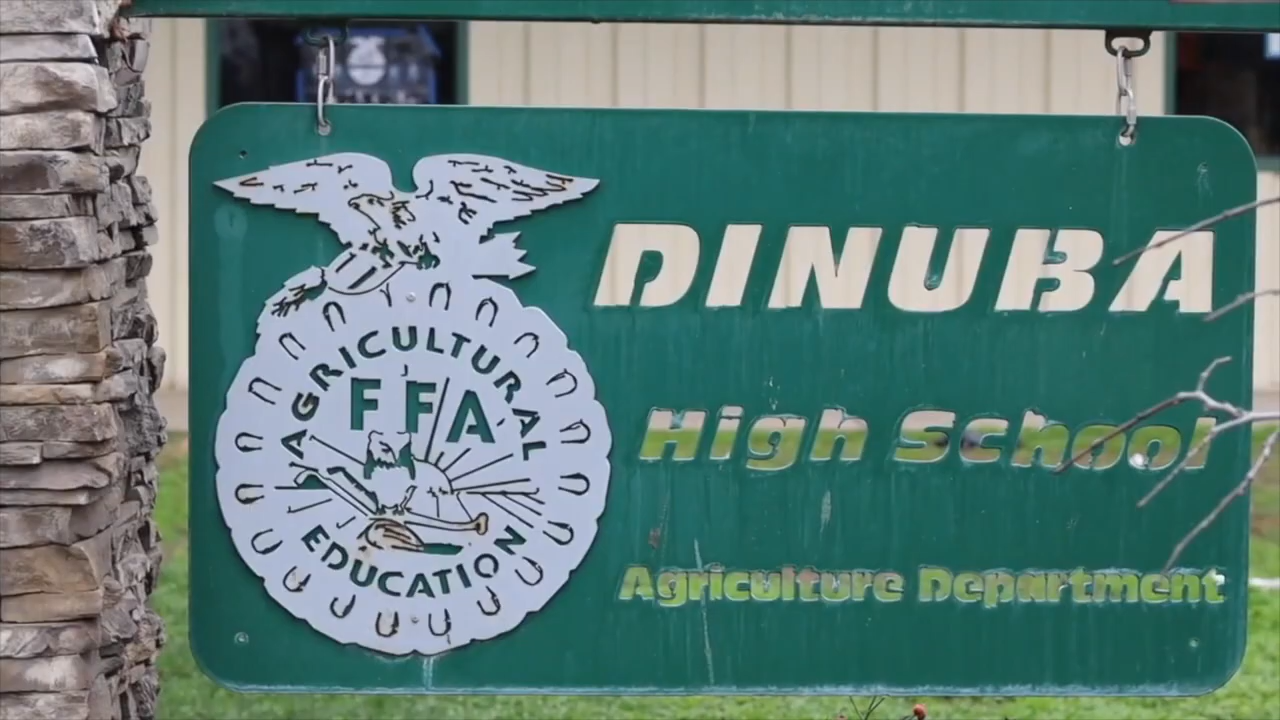 AGRICULTURAL
FFA
EDUCATION
DINUBA
High School
Agriculture Department